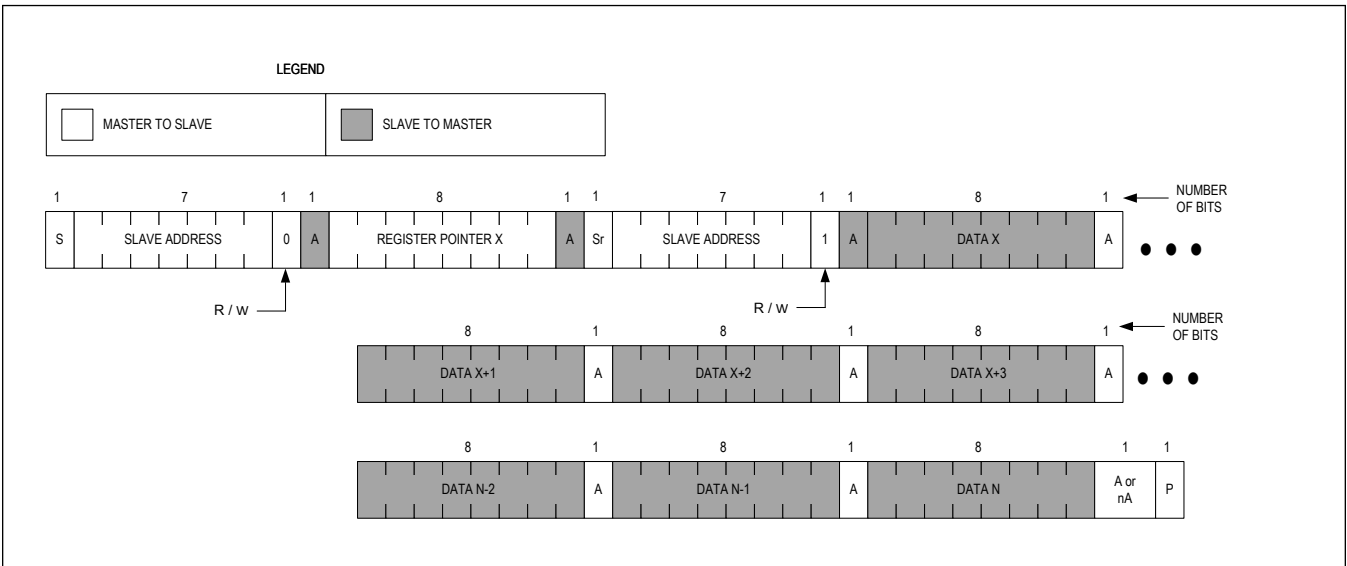 LEGEND
MASTER TO SLAVE SLAVE TO MASTER
1 7 1 1 8 1 1 7 1 1 8 1 NUMBER
OF BITS
S SLAVE ADDRESS 0 A REGISTER POINTER X A Sr SLAVE ADDRESS 1 A DATA X A
R / W R / W
8 1 8 1 8 1 NUMBER
OF BITS
DATA X+1 A DATA X+2 A DATA X+3 A
8 1 8 1 8 1 1
DATA N-2 A DATA N-1 A DATA N A or
nA P